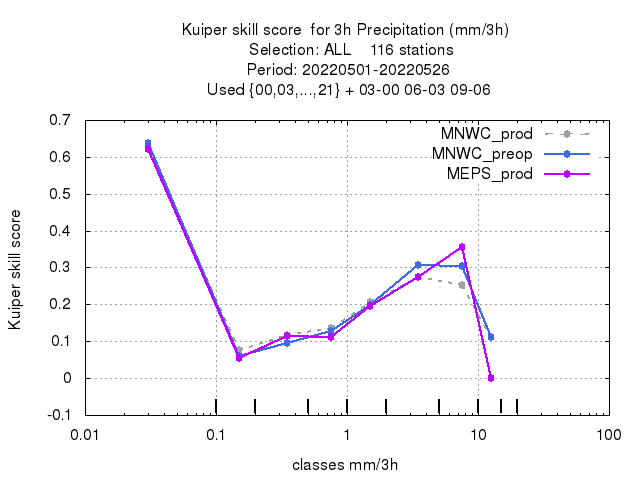 Kuiper skill score  for 3h Precipitation (mm/3h)
Selection: ALL    116 stations
Period: 20220501-20220526
Used {00,03,...,21} + 03-00 06-03 09-06
MNWC_prod
MNWC_preop
MEPS_prod
0.7
0.6
0.5
0.4
0.3
0.2
0.1
0
-0.1
Kuiper skill score
0.01
0.1
1
10
100
classes mm/3h